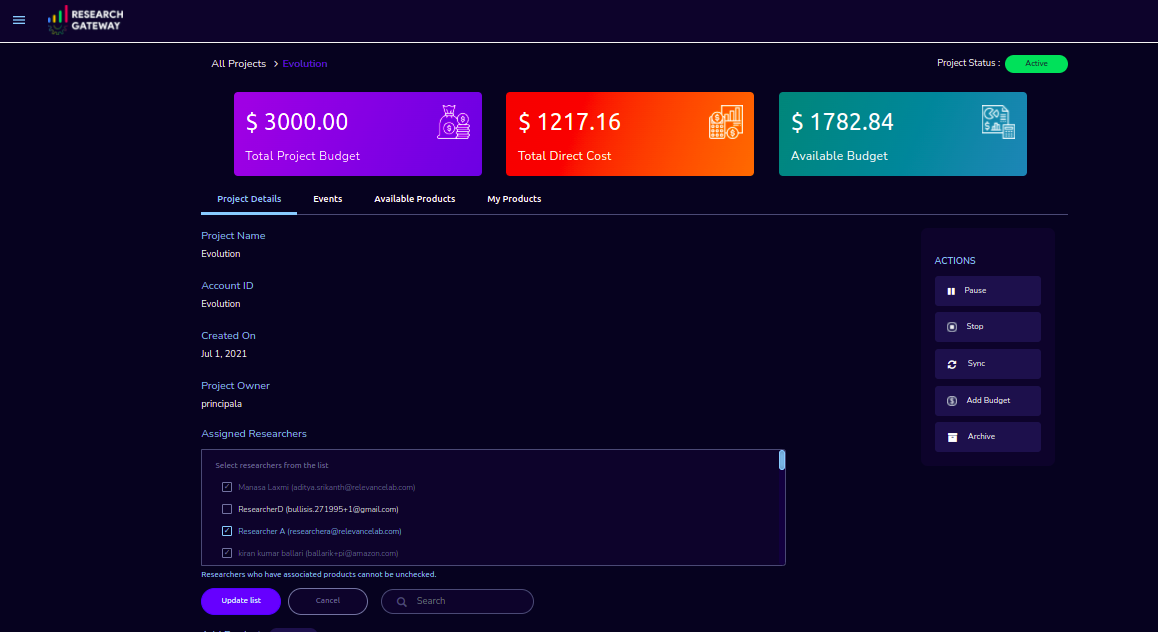 RESEARCH
GATEWAY
All Projects > Evolution
Project Status : Active
$ 3000.00
Total Project Budget
$ 1217.16
Total Direct Cost
$ 1782.84
Available Budget
Project Details Events Available Products My Products
Project Name
Evolution
Account ID
Evolution
Created On
Jul 1, 2021
Project Owner
principala
Assigned Researchers
Select researchers from the list
Manasa Laxmi (aditya.srikanth@relevancelab.com)
ResearcherD (bullisis.271995+1@gmail.com)
Researcher A (researchera@relevancelab.com)
kiran kumar ballari (ballarik+pi@amazon.com)
Researchers who have associated products cannot be unchecked.
Update list Cancel Search
ACTIONS
Pause
Stop
Sync
Add Budget
Archive